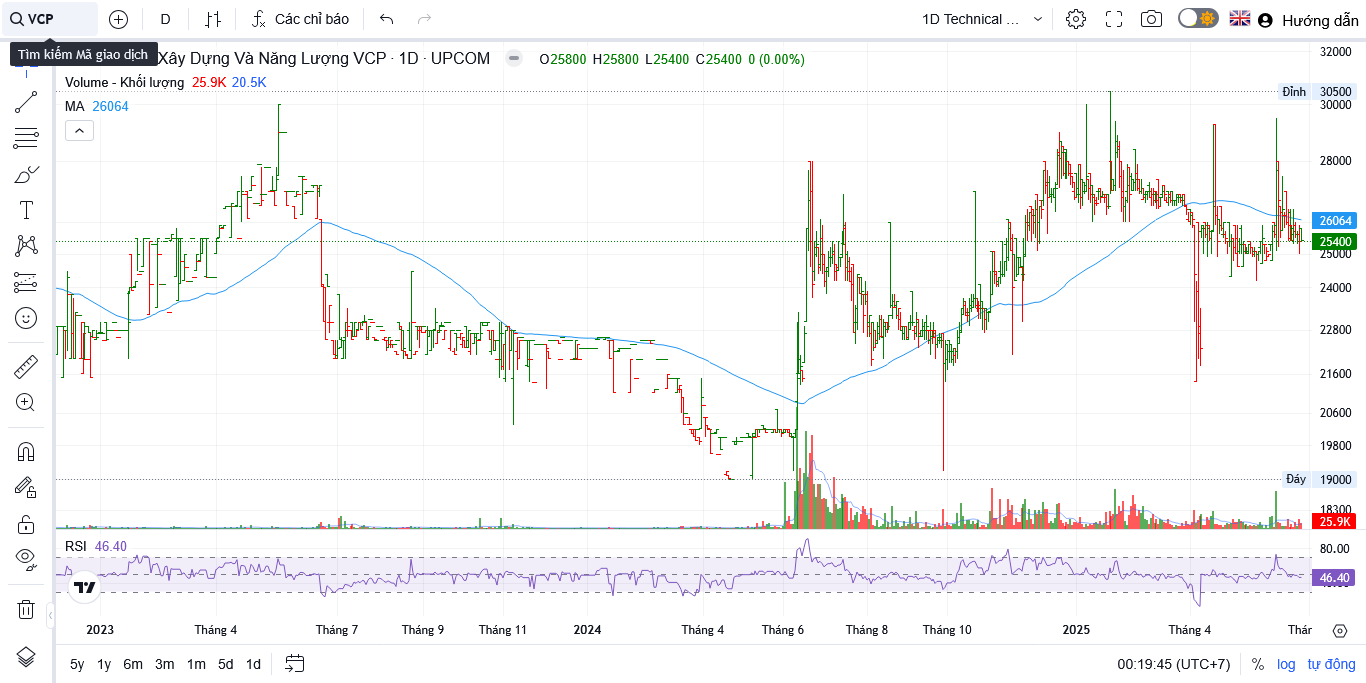 VCP D Các chỉ báo 1D Technical ... Hướng dẫn
Tìm kiếm Mã giao dịch
Xây Dựng Và Năng Lượng VCP · 1D · UPCOM O25800 H25800 L25400 C25400 0 (0.00%)
Volume - Khối lượng 25.9K 20.5K
MA 26064
32000
Đỉnh 30500
30000
28000
26064
25400
25000
24000
22800
21600
20600
19800
Đáy 19000
18300
25.9K
RSI 46.40
80.00
46.40
2023 Tháng 4 Tháng 7 Tháng 9 Tháng 11 2024 Tháng 4 Tháng 6 Tháng 8 Tháng 10 2025 Tháng 4 Thár
5y 1y 6m 3m 1m 5d 1d 00:19:45 (UTC+7) % log tự động